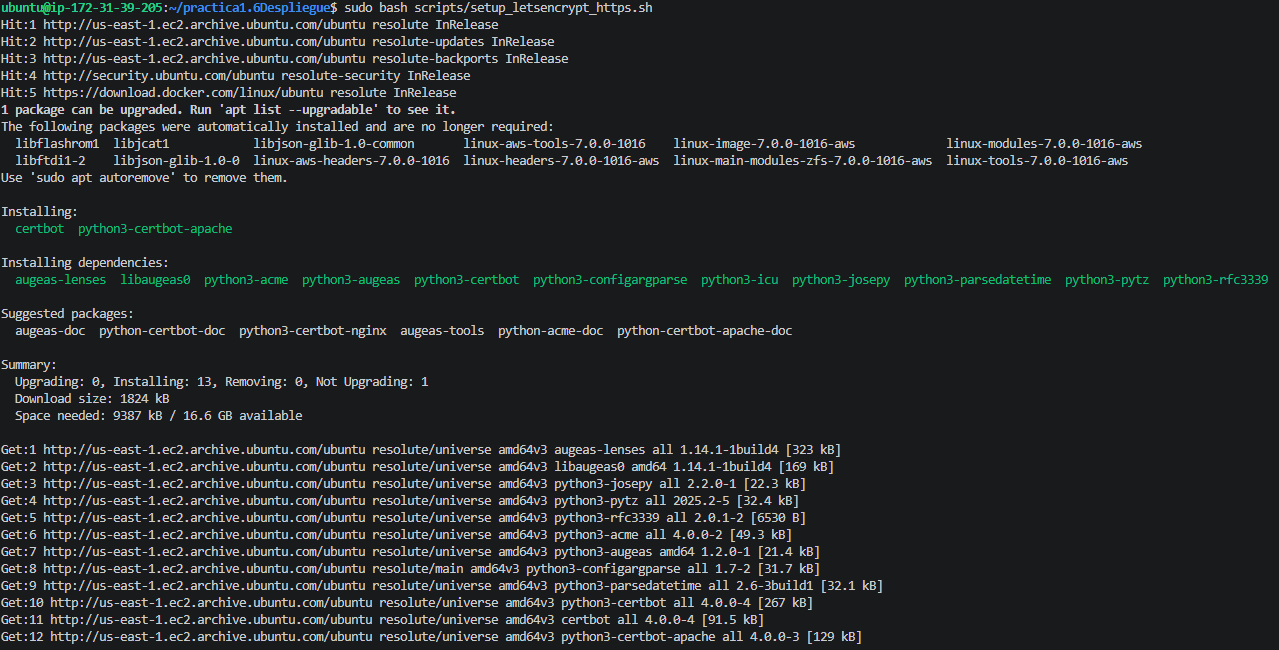 ubuntu@ip-172-31-39-205:~/practica1.6Despliegue$ sudo bash scripts/setup_letsencrypt_https.sh
Hit:1 http://us-east-1.ec2.archive.ubuntu.com/ubuntu resolute InRelease
Hit:2 http://us-east-1.ec2.archive.ubuntu.com/ubuntu resolute-updates InRelease
Hit:3 http://us-east-1.ec2.archive.ubuntu.com/ubuntu resolute-backports InRelease
Hit:4 http://security.ubuntu.com/ubuntu resolute-security InRelease
Hit:5 https://download.docker.com/linux/ubuntu resolute InRelease
1 package can be upgraded. Run 'apt list --upgradable' to see it.
The following packages were automatically installed and are no longer required:
  libflashrom1  libjcat1            libjson-glib-1.0-common       linux-aws-tools-7.0.0-1016    linux-image-7.0.0-1016-aws             linux-modules-7.0.0-1016-aws
  libftdi1-2    libjson-glib-1.0-0  linux-aws-headers-7.0.0-1016  linux-headers-7.0.0-1016-aws  linux-main-modules-zfs-7.0.0-1016-aws  linux-tools-7.0.0-1016-aws
Use 'sudo apt autoremove' to remove them.

Installing:
  certbot  python3-certbot-apache

Installing dependencies:
  augeas-lenses  libaugeas0  python3-acme  python3-augeas  python3-certbot  python3-configargparse  python3-icu  python3-josepy  python3-parsedatetime  python3-pytz  python3-rfc3339

Suggested packages:
  augeas-doc  python-certbot-doc  python3-certbot-nginx  augeas-tools  python-acme-doc  python-certbot-apache-doc

Summary:
  Upgrading: 0, Installing: 13, Removing: 0, Not Upgrading: 1
  Download size: 1824 kB
  Space needed: 9387 kB / 16.6 GB available

Get:1 http://us-east-1.ec2.archive.ubuntu.com/ubuntu resolute/universe amd64v3 augeas-lenses all 1.14.1-1build4 [323 kB]
Get:2 http://us-east-1.ec2.archive.ubuntu.com/ubuntu resolute/universe amd64v3 libaugeas0 amd64 1.14.1-1build4 [169 kB]
Get:3 http://us-east-1.ec2.archive.ubuntu.com/ubuntu resolute/universe amd64v3 python3-josepy all 2.2.0-1 [22.3 kB]
Get:4 http://us-east-1.ec2.archive.ubuntu.com/ubuntu resolute/universe amd64v3 python3-pytz all 2025.2-5 [32.4 kB]
Get:5 http://us-east-1.ec2.archive.ubuntu.com/ubuntu resolute/universe amd64v3 python3-rfc3339 all 2.0.1-2 [6530 B]
Get:6 http://us-east-1.ec2.archive.ubuntu.com/ubuntu resolute/universe amd64v3 python3-acme all 4.0.0-2 [49.3 kB]
Get:7 http://us-east-1.ec2.archive.ubuntu.com/ubuntu resolute/universe amd64v3 python3-augeas amd64 1.2.0-1 [21.4 kB]
Get:8 http://us-east-1.ec2.archive.ubuntu.com/ubuntu resolute/main amd64v3 python3-configargparse all 1.7-2 [31.7 kB]
Get:9 http://us-east-1.ec2.archive.ubuntu.com/ubuntu resolute/universe amd64v3 python3-parsedatetime all 2.6-3build1 [32.1 kB]
Get:10 http://us-east-1.ec2.archive.ubuntu.com/ubuntu resolute/universe amd64v3 python3-certbot all 4.0.0-4 [267 kB]
Get:11 http://us-east-1.ec2.archive.ubuntu.com/ubuntu resolute/universe amd64v3 certbot all 4.0.0-4 [91.5 kB]
Get:12 http://us-east-1.ec2.archive.ubuntu.com/ubuntu resolute/universe amd64v3 python3-certbot-apache all 4.0.0-3 [129 kB]